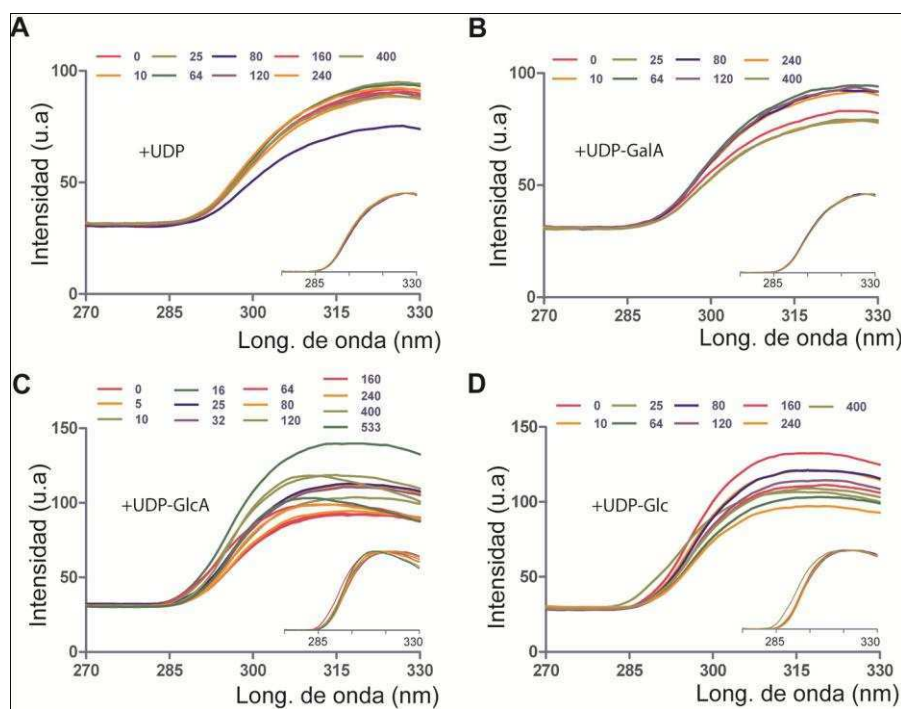 A
0 25 80 160 400
10 64 120 240
Intensidad (u.a)
100
50
0
+UDP
285 330
270 285 300 315 330
Long. de onda (nm)
B
0 25 80 240
10 64 120 400
Intensidad (u.a)
100
50
0
+UDP-GalA
285 330
270 285 300 315 330
Long. de onda (nm)
C
0 16 64 160
5 25 80 240
10 32 120 400
533
Intensidad (u.a)
150
100
50
0
+UDP-GlcA
285 330
270 285 300 315 330
Long. de onda (nm)
D
0 25 80 160 400
10 64 120 240
Intensidad (u.a)
150
100
50
0
+UDP-Glc
285 330
270 285 300 315 330
Long. de onda (nm)